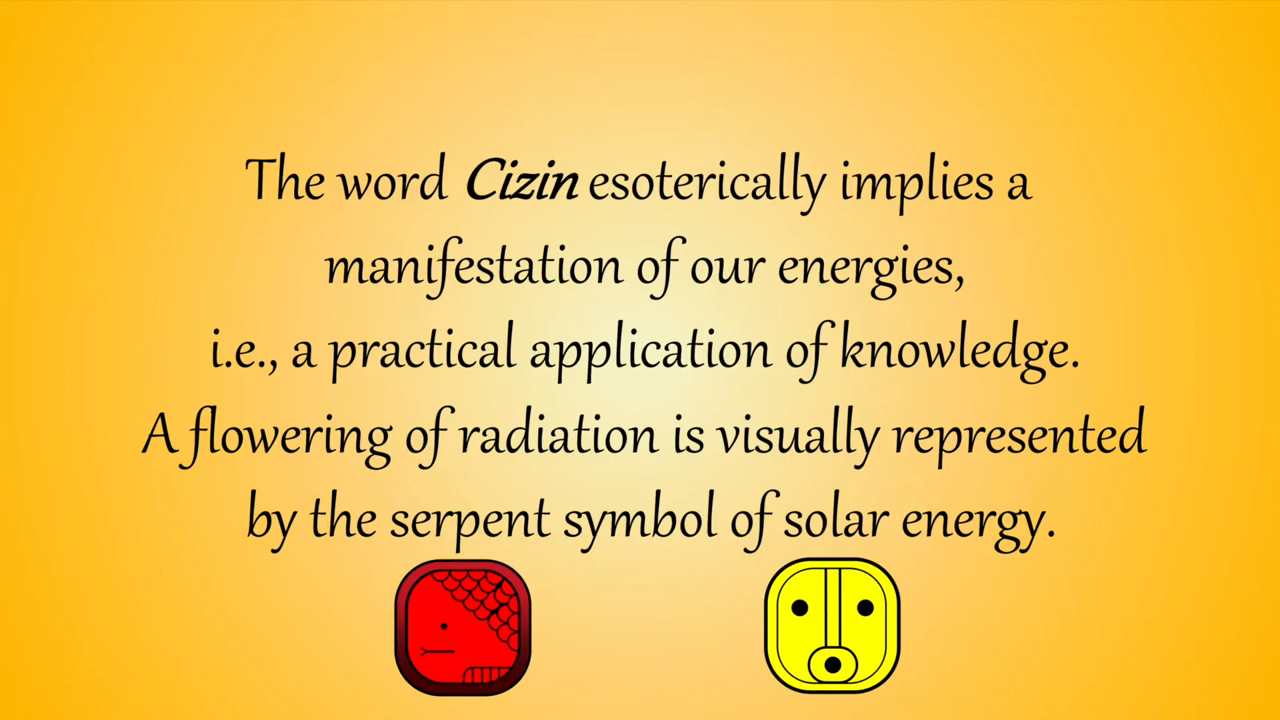 The word Cizin esoterically implies a
manifestation of our energies,
i.e., a practical application of knowledge.
A flowering of radiation is visually represented
by the serpent symbol of solar energy.